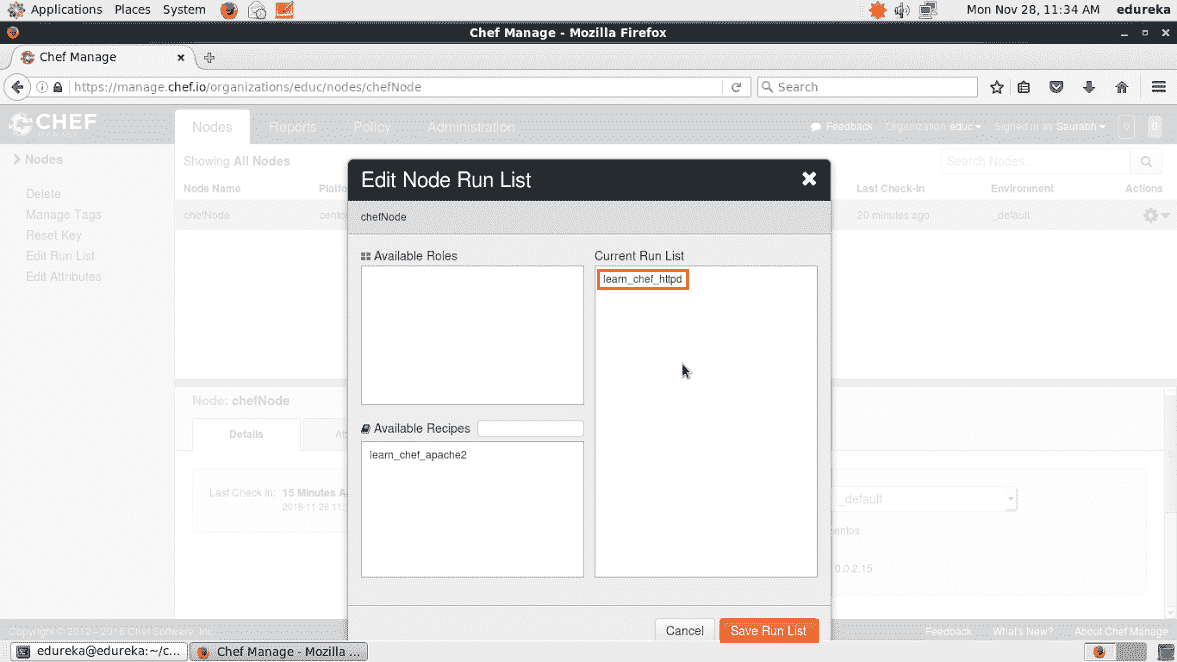 Applications Places System Mon Nov 28, 11:34 AM edureka
Chef Manage - Mozilla Firefox
Chef Manage
https://manage.chef.io/organizations/educ/nodes/chefNode Search
CHEF
MANAGE
Nodes Reports Policy Administration Feedback Organization educ Signed in as Saurabh 0 0
Nodes
Showing All Nodes Search Nodes...
Node Name Platfo Last Check-In Environment Actions
chefNode cento 20 minutes ago _default
Delete
Manage Tags
Reset Key
Edit Run List
Edit Attributes
Edit Node Run List
chefNode
Available Roles
Current Run List
learn_chef_httpd
Available Recipes
learn_chef_apache2
Node: chefNode
Details At
Last Check In: 15 Minutes A
2016-11-28 11:
_default
entos
0.0.2.15
Cancel Save Run List
Copyright © 2012 – 2016 Chef Software, Inc. Feedback What's New? About Chef Manage
edureka@edureka:~/c... Chef Manage - Mozilla ...